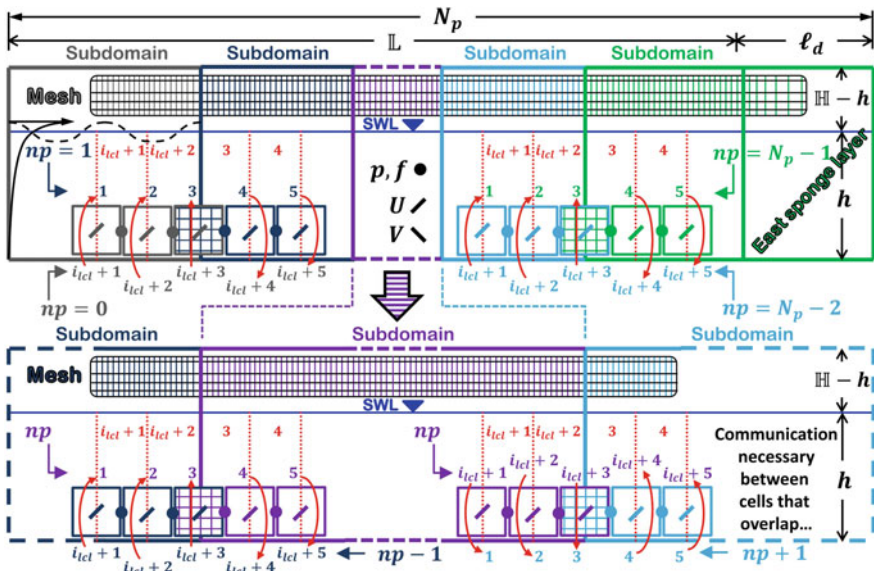 N_p
𝕃 ℓ_d
Subdomain Subdomain Subdomain Subdomain
Mesh ℍ − h
SWL
np = 1 i_lcl + 1 i_lcl + 2 3 4 p, f i_lcl + 1 i_lcl + 2 3 4 np = N_p − 1
1 2 3 4 5 U 1 2 3 4 5 h
V East sponge layer
i_lcl + 1 i_lcl + 2 i_lcl + 3 i_lcl + 4 i_lcl + 5 i_lcl + 1 i_lcl + 2 i_lcl + 3 i_lcl + 4 i_lcl + 5
np = 0 np = N_p − 2
Subdomain Subdomain Subdomain
Mesh ℍ − h
SWL
i_lcl + 1 i_lcl + 2 3 4 i_lcl + 1 i_lcl + 2 3 4 Communication
np np necessary
1 2 3 4 5 i_lcl + 1 i_lcl + 2 i_lcl + 3 i_lcl + 4 i_lcl + 5 between h
cells that
overlap...
i_lcl + 1 i_lcl + 2 i_lcl + 3 i_lcl + 4 i_lcl + 5 np − 1 1 2 3 4 5 np + 1